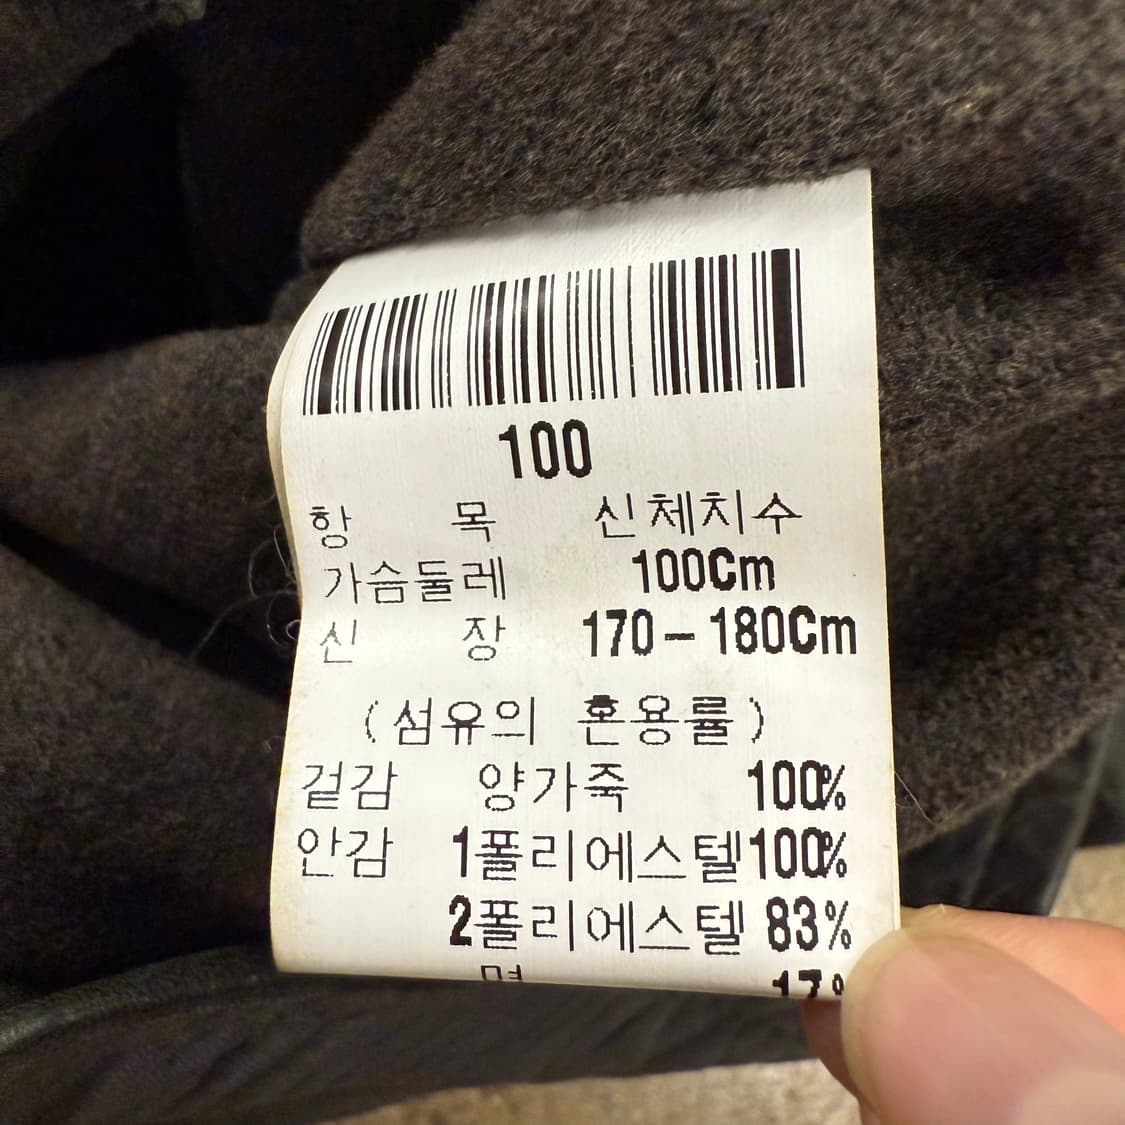 100
항 목 신체치수
가슴둘레 100Cm
신 장 170-180Cm
(섬유의 혼용률)
겉감 양가죽 100%
안감 1폴리에스텔100%
2폴리에스텔 83%
면 17%